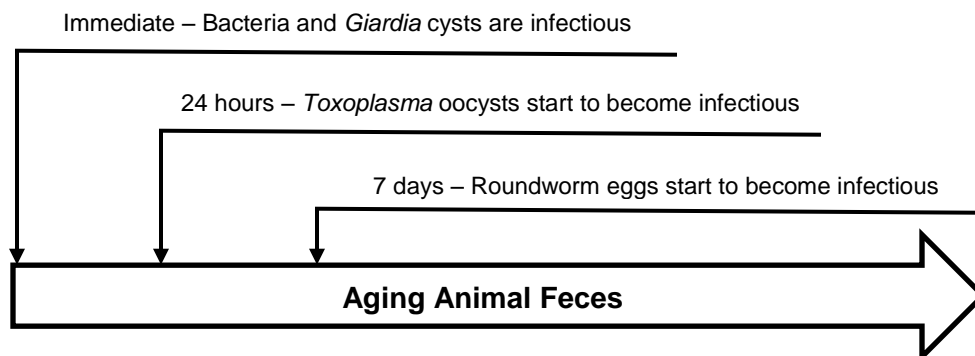 Immediate – Bacteria and Giardia cysts are infectious
24 hours – Toxoplasma oocysts start to become infectious
7 days – Roundworm eggs start to become infectious
Aging Animal Feces